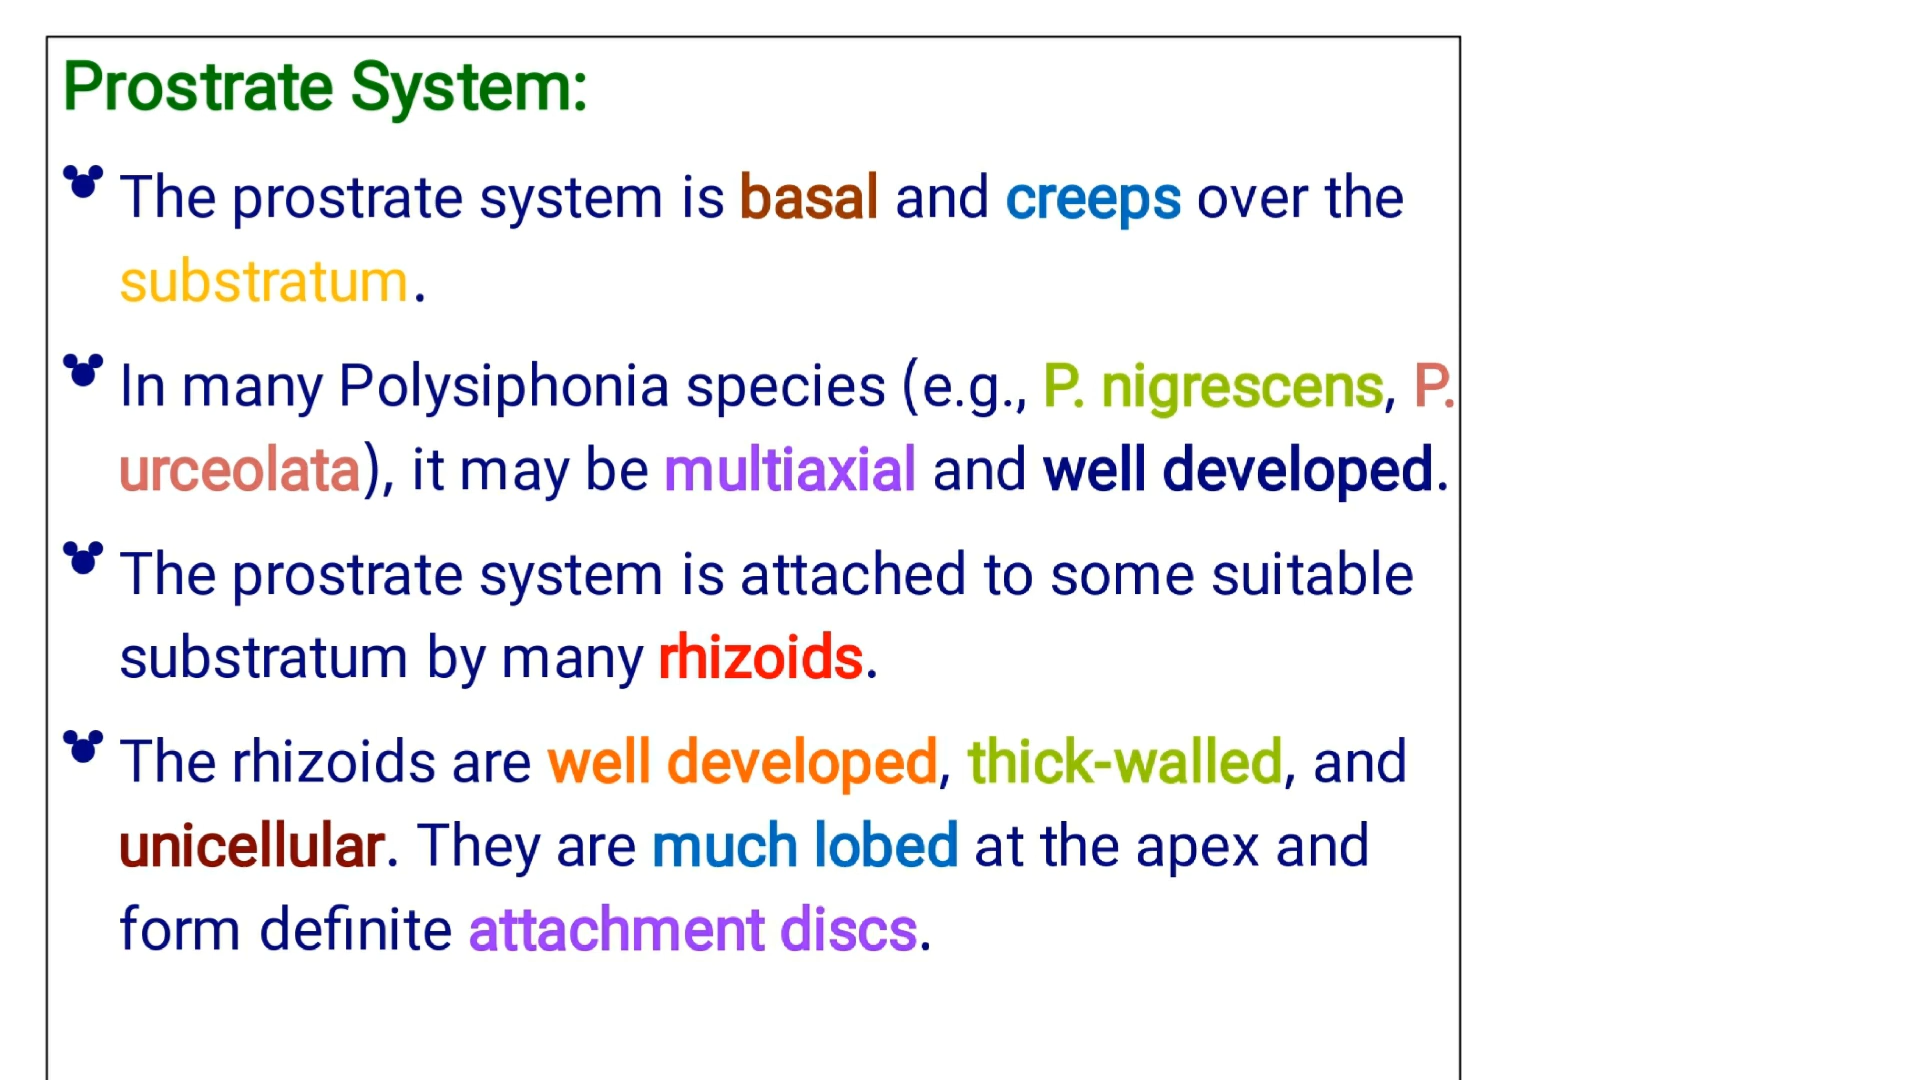 Prostrate System:
The prostrate system is basal and creeps over the
substratum.
In many Polysiphonia species (e.g., P. nigrescens, P.
urceolata), it may be multiaxial and well developed.
The prostrate system is attached to some suitable
substratum by many rhizoids.
The rhizoids are well developed, thick-walled, and
unicellular. They are much lobed at the apex and
form definite attachment discs.